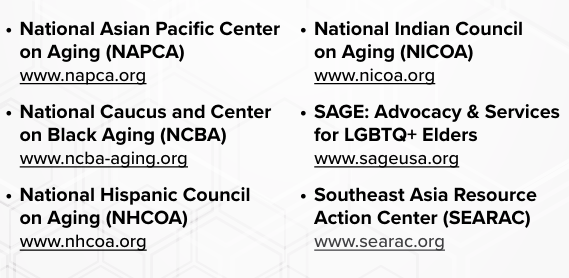 • National Asian Pacific Center
on Aging (NAPCA)
www.napca.org
• National Caucus and Center
on Black Aging (NCBA)
www.ncba-aging.org
• National Hispanic Council
on Aging (NHCOA)
www.nhcoa.org
• National Indian Council
on Aging (NICOA)
www.nicoa.org
• SAGE: Advocacy & Services
for LGBTQ+ Elders
www.sageusa.org
• Southeast Asia Resource
Action Center (SEARAC)
www.searac.org